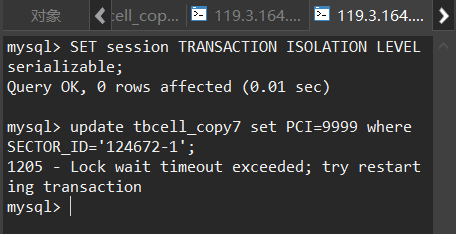 对象
cell_cop...
119.3.164....
119.3.164....
mysql> SET session TRANSACTION ISOLATION LEVEL
serializable;
Query OK, 0 rows affected (0.01 sec)
mysql> update tbcell_copy7 set PCI=9999 where
SECTOR_ID='124672-1';
1205 - Lock wait timeout exceeded; try restart
ing transaction
mysql>